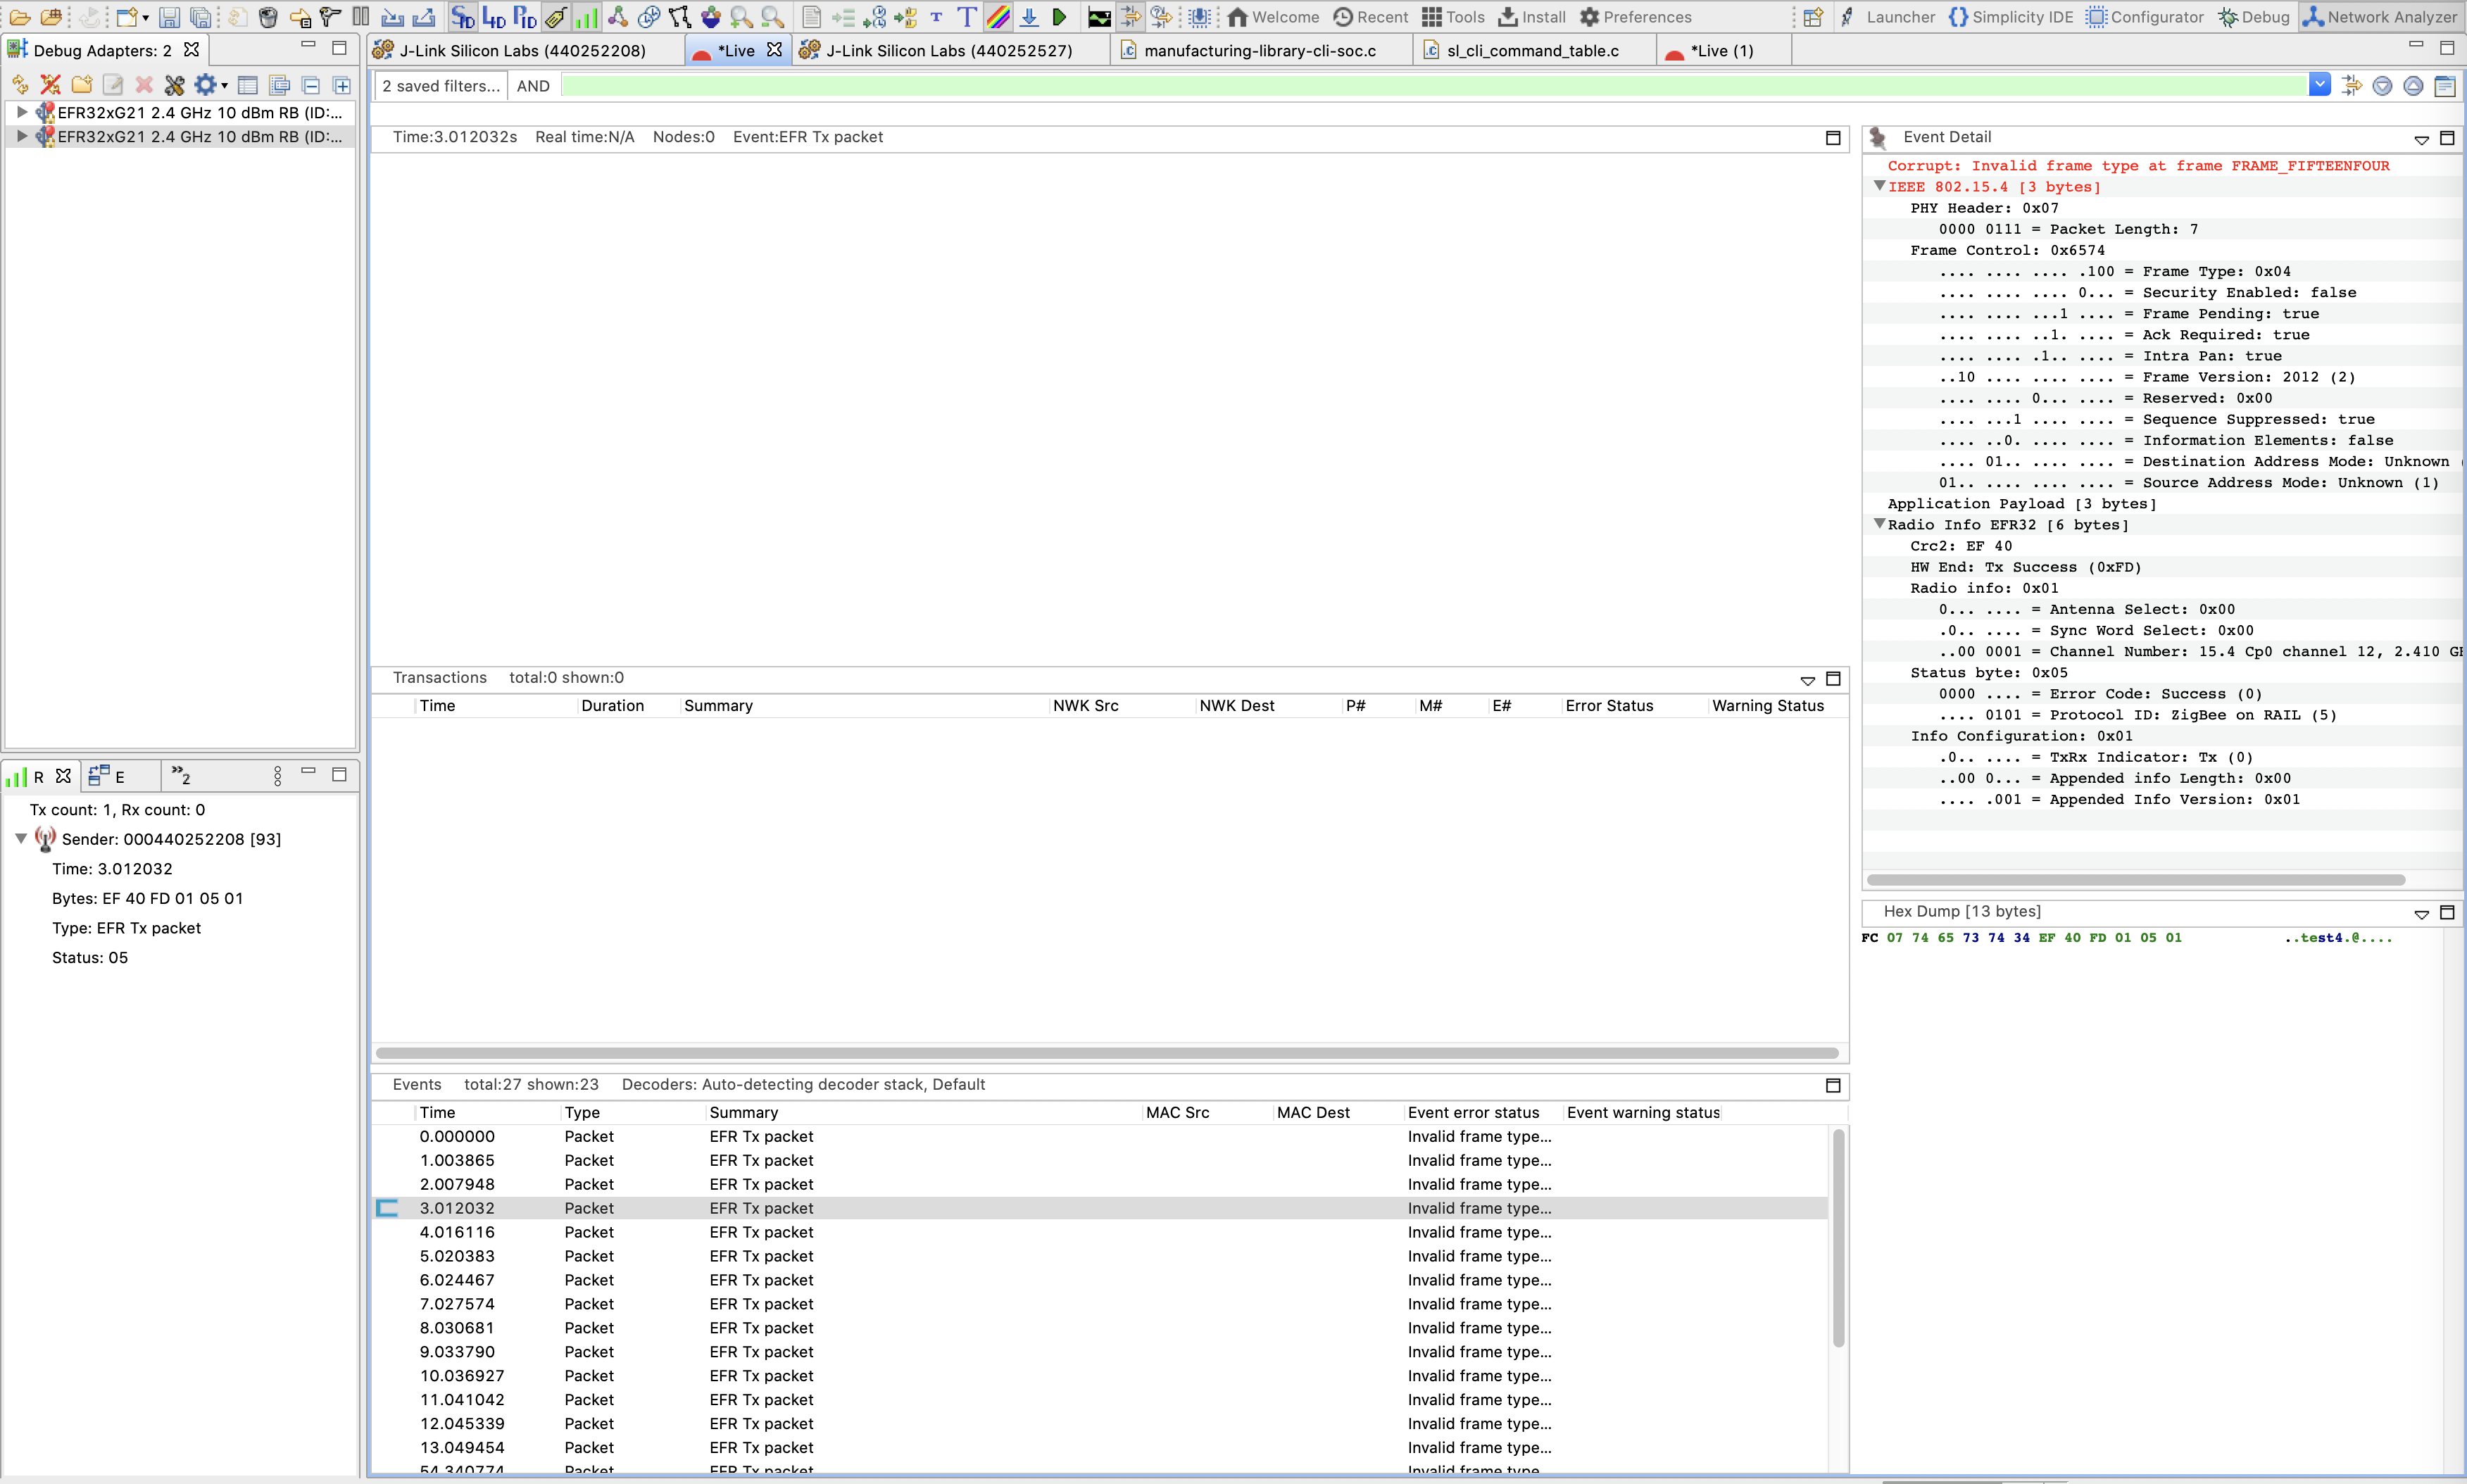 Welcome Recent Tools Install Preferences Launcher Simplicity IDE Configurator Debug Network Analyzer
Debug Adapters: 2
EFR32xG21 2.4 GHz 10 dBm RB (ID:...
EFR32xG21 2.4 GHz 10 dBm RB (ID:...
R E »2
Tx count: 1, Rx count: 0
Sender: 000440252208 [93]
Time: 3.012032
Bytes: EF 40 FD 01 05 01
Type: EFR Tx packet
Status: 05
J-Link Silicon Labs (440252208) *Live J-Link Silicon Labs (440252527) manufacturing-library-cli-soc.c sl_cli_command_table.c *Live (1)
2 saved filters... AND
Time:3.012032s Real time:N/A Nodes:0 Event:EFR Tx packet
Transactions total:0 shown:0
Time Duration Summary NWK Src NWK Dest P# M# E# Error Status Warning Status
Events total:27 shown:23 Decoders: Auto-detecting decoder stack, Default
Time Type Summary MAC Src MAC Dest Event error status Event warning status
0.000000 Packet EFR Tx packet Invalid frame type...
1.003865 Packet EFR Tx packet Invalid frame type...
2.007948 Packet EFR Tx packet Invalid frame type...
3.012032 Packet EFR Tx packet Invalid frame type...
4.016116 Packet EFR Tx packet Invalid frame type...
5.020383 Packet EFR Tx packet Invalid frame type...
6.024467 Packet EFR Tx packet Invalid frame type...
7.027574 Packet EFR Tx packet Invalid frame type...
8.030681 Packet EFR Tx packet Invalid frame type...
9.033790 Packet EFR Tx packet Invalid frame type...
10.036927 Packet EFR Tx packet Invalid frame type...
11.041042 Packet EFR Tx packet Invalid frame type...
12.045339 Packet EFR Tx packet Invalid frame type...
13.049454 Packet EFR Tx packet Invalid frame type...
54.340774 Packet EFR Tx packet Invalid frame type...
Event Detail
Corrupt: Invalid frame type at frame FRAME_FIFTEENFOUR
IEEE 802.15.4 [3 bytes]
PHY Header: 0x07
0000 0111 = Packet Length: 7
Frame Control: 0x6574
.... .... .... .100 = Frame Type: 0x04
.... .... .... 0... = Security Enabled: false
.... .... ...1 .... = Frame Pending: true
.... .... ..1. .... = Ack Required: true
.... .... .1.. .... = Intra Pan: true
..10 .... .... .... = Frame Version: 2012 (2)
.... .... 0... .... = Reserved: 0x00
.... ...1 .... .... = Sequence Suppressed: true
.... ..0. .... .... = Information Elements: false
.... 01.. .... .... = Destination Address Mode: Unknown (
01.. .... .... .... = Source Address Mode: Unknown (1)
Application Payload [3 bytes]
Radio Info EFR32 [6 bytes]
Crc2: EF 40
HW End: Tx Success (0xFD)
Radio info: 0x01
0... .... = Antenna Select: 0x00
.0.. .... = Sync Word Select: 0x00
..00 0001 = Channel Number: 15.4 Cp0 channel 12, 2.410 GH
Status byte: 0x05
0000 .... = Error Code: Success (0)
.... 0101 = Protocol ID: ZigBee on RAIL (5)
Info Configuration: 0x01
.0.. .... = TxRx Indicator: Tx (0)
..00 0... = Appended info Length: 0x00
.... .001 = Appended Info Version: 0x01
Hex Dump [13 bytes]
FC 07 74 65 73 74 34 EF 40 FD 01 05 01 ..test4.@....